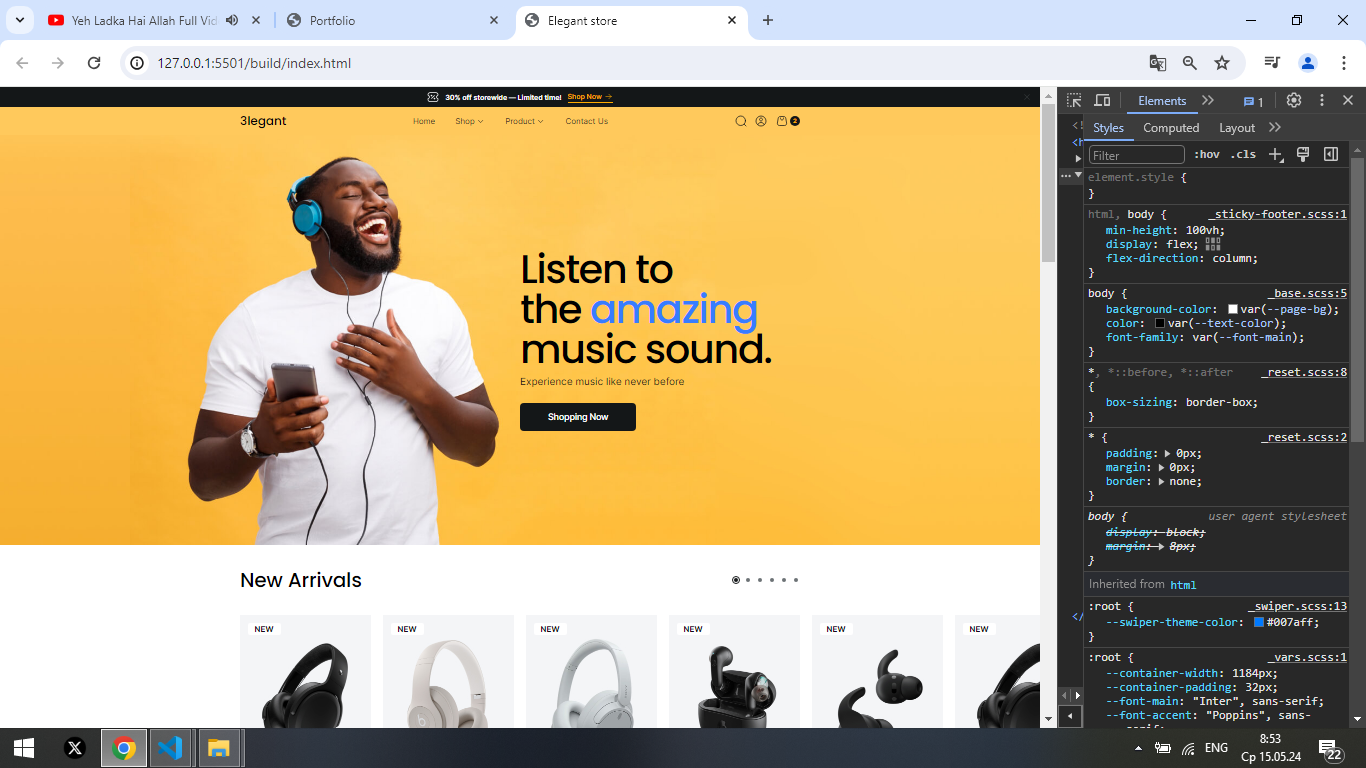 Yeh Ladka Hai Allah Full Vid
Portfolio
Elegant store
127.0.0.1:5501/build/index.html
30% off storewide — Limited time! Shop Now →
3legant
Home Shop Product Contact Us
2
Listen to
the amazing
music sound.
Experience music like never before
Shopping Now
New Arrivals
NEW NEW NEW NEW NEW NEW
Elements 1
Styles Computed Layout
Filter :hov .cls
element.style {
}
html, body { _sticky-footer.scss:1
min-height: 100vh;
display: flex;
flex-direction: column;
}
body { _base.scss:5
background-color: var(--page-bg);
color: var(--text-color);
font-family: var(--font-main);
}
*, *::before, *::after _reset.scss:8
{
box-sizing: border-box;
}
* { _reset.scss:2
padding: 0px;
margin: 0px;
border: none;
}
body { user agent stylesheet
display: block;
margin: 8px;
}
Inherited from html
:root { _swiper.scss:13
--swiper-theme-color: #007aff;
}
:root { _vars.scss:1
--container-width: 1184px;
--container-padding: 32px;
--font-main: "Inter", sans-serif;
--font-accent: "Poppins", sans-
ENG
8:53
Ср 15.05.24
22